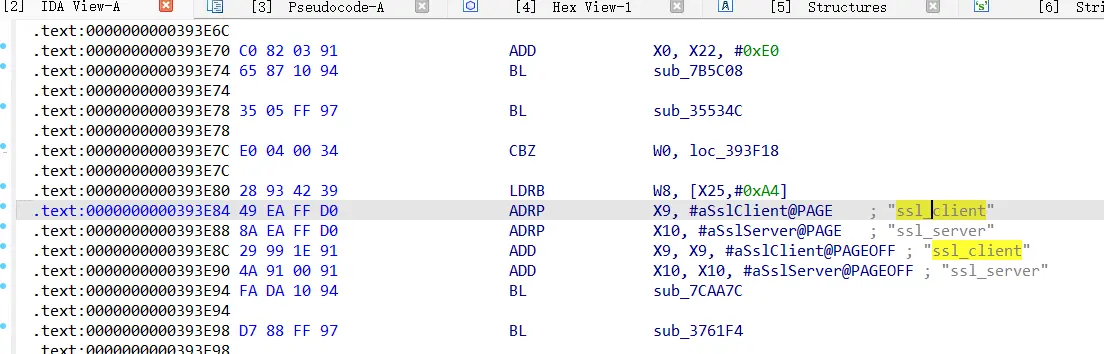 [2] IDA View-A [3] Pseudocode-A [4] Hex View-1 [5] Structures 's' [6] Stri
.text:0000000000393E6C
.text:0000000000393E70 C0 82 03 91 ADD X0, X22, #0xE0
.text:0000000000393E74 65 87 10 94 BL sub_7B5C08
.text:0000000000393E74
.text:0000000000393E78 35 05 FF 97 BL sub_35534C
.text:0000000000393E78
.text:0000000000393E7C E0 04 00 34 CBZ W0, loc_393F18
.text:0000000000393E7C
.text:0000000000393E80 28 93 42 39 LDRB W8, [X25,#0xA4]
.text:0000000000393E84 49 EA FF D0 ADRP X9, #aSslClient@PAGE ; "ssl_client"
.text:0000000000393E88 8A EA FF D0 ADRP X10, #aSslServer@PAGE ; "ssl_server"
.text:0000000000393E8C 29 99 1E 91 ADD X9, X9, #aSslClient@PAGEOFF ; "ssl_client"
.text:0000000000393E90 4A 91 00 91 ADD X10, X10, #aSslServer@PAGEOFF ; "ssl_server"
.text:0000000000393E94 FA DA 10 94 BL sub_7CAA7C
.text:0000000000393E94
.text:0000000000393E98 D7 88 FF 97 BL sub_3761F4
.text:0000000000393E98